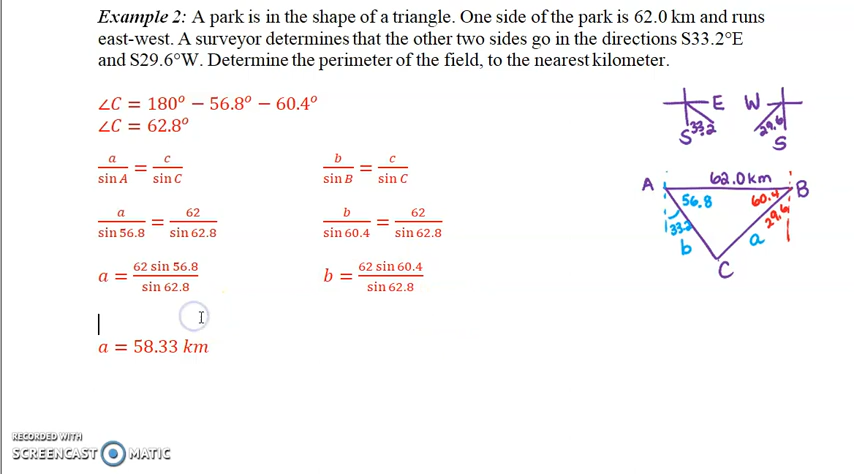 Example 2: A park is in the shape of a triangle. One side of the park is 62.0 km and runs
east-west. A surveyor determines that the other two sides go in the directions S33.2°E
and S29.6°W. Determine the perimeter of the field, to the nearest kilometer.
∠C = 180° − 56.8° − 60.4°
∠C = 62.8°
a/sin A = c/sin C
b/sin B = c/sin C
a/sin 56.8 = 62/sin 62.8
b/sin 60.4 = 62/sin 62.8
a = 62 sin 56.8/sin 62.8
b = 62 sin 60.4/sin 62.8
a = 58.33 km
E
S
33.2
W
29.6
S
A
62.0 km
B
56.8
60.4
33.2
29.6
b
a
C
RECORDED WITH
SCREENCAST MATIC